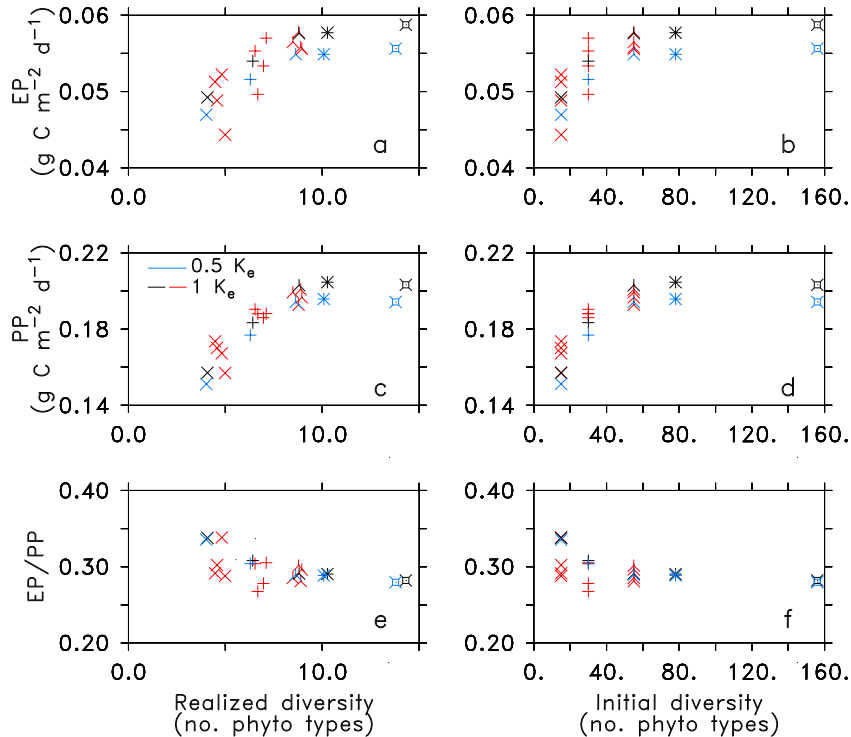 0.06
0.05
0.04
EP
(g C m⁻² d⁻¹)
a
0.0
10.0
0.06
0.05
0.04
b
0.
40.
80.
120.
160.
0.22
0.18
0.14
PP
(g C m⁻² d⁻¹)
0.5 Kₑ
1 Kₑ
c
0.0
10.0
0.22
0.18
0.14
d
0.
40.
80.
120.
160.
0.40
0.30
0.20
EP/PP
e
0.0
10.0
Realized diversity
(no. phyto types)
0.40
0.30
0.20
f
0.
40.
80.
120.
160.
Initial diversity
(no. phyto types)